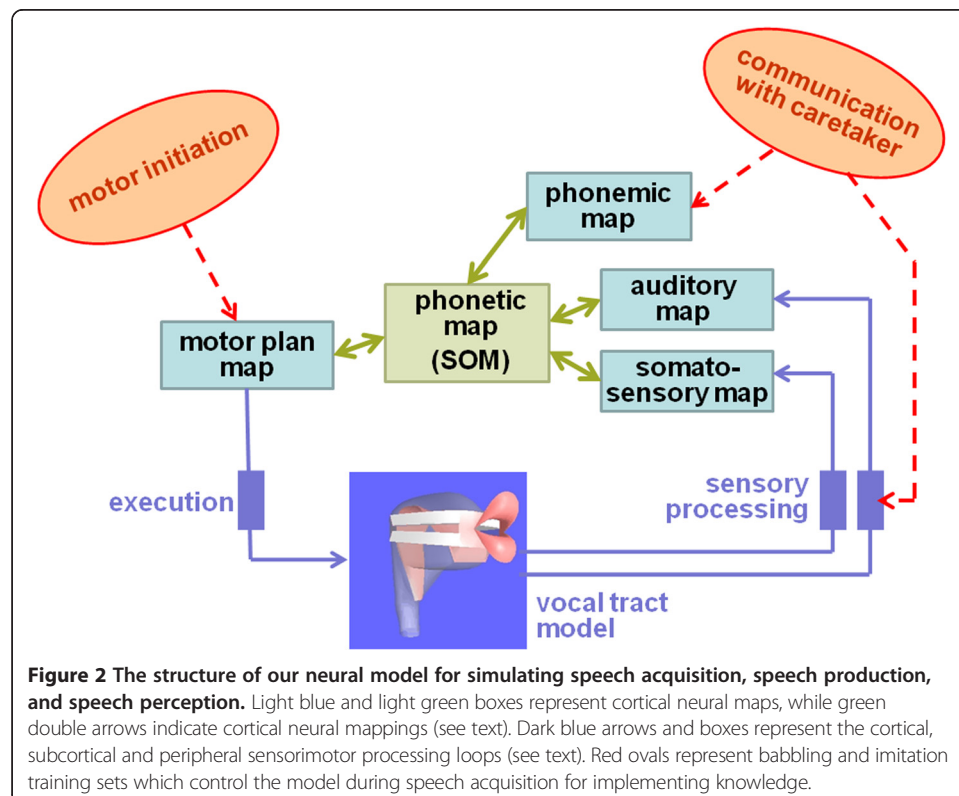 communication
with caretaker
motor initiation
phonemic
map
phonetic
map
(SOM)
auditory
map
motor plan
map
somato-
sensory map
execution
sensory
processing
vocal tract
model
Figure 2 The structure of our neural model for simulating speech acquisition, speech production,
and speech perception. Light blue and light green boxes represent cortical neural maps, while green
double arrows indicate cortical neural mappings (see text). Dark blue arrows and boxes represent the cortical,
subcortical and peripheral sensorimotor processing loops (see text). Red ovals represent babbling and imitation
training sets which control the model during speech acquisition for implementing knowledge.